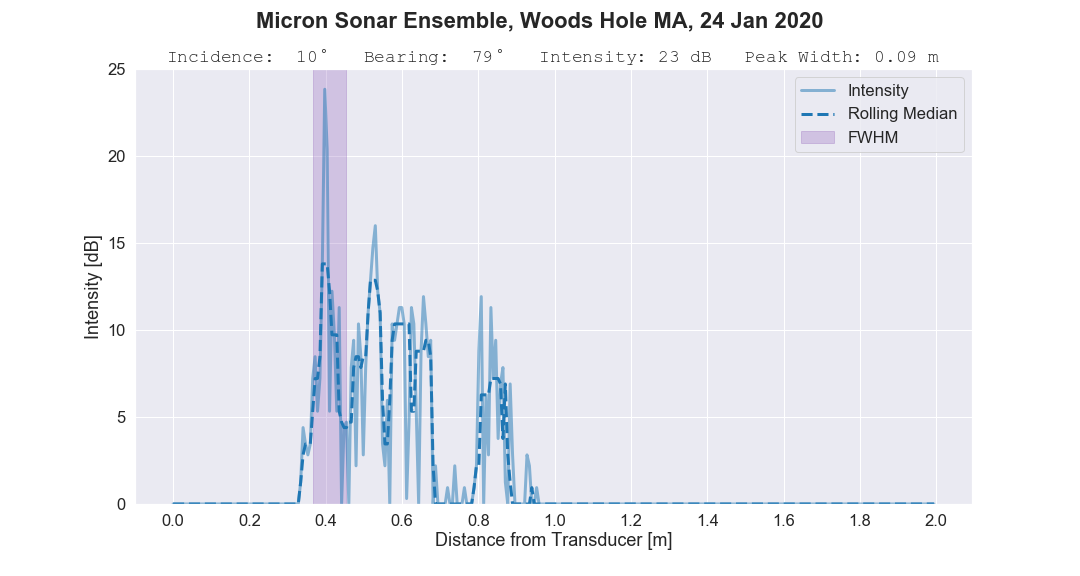 Micron Sonar Ensemble, Woods Hole MA, 24 Jan 2020
Incidence: 10° Bearing: 79° Intensity: 23 dB Peak Width: 0.09 m
25
20
15
10
5
0
Intensity [dB]
Intensity
Rolling Median
FWHM
0.0 0.2 0.4 0.6 0.8 1.0 1.2 1.4 1.6 1.8 2.0
Distance from Transducer [m]